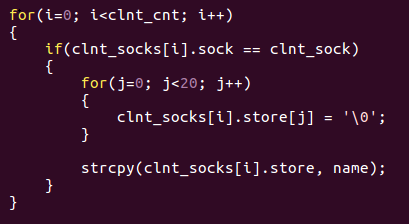 for(i=0; i<clnt_cnt; i++)
{
    if(clnt_socks[i].sock == clnt_sock)
    {
        for(j=0; j<20; j++)
        {
            clnt_socks[i].store[j] = '\0';
        }

        strcpy(clnt_socks[i].store, name);
    }
}